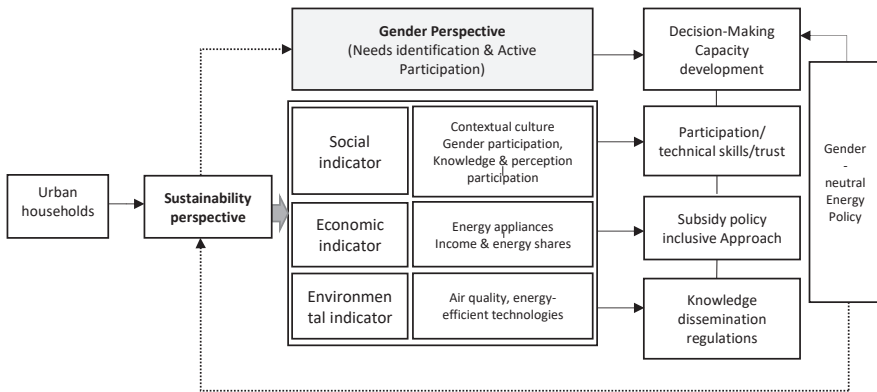 Gender Perspective
(Needs identification & Active
Participation)
Decision-Making
Capacity
development
Social
indicator
Contextual culture
Gender participation,
Knowledge & perception
participation
Participation/
technical skills/trust
Gender
-
neutral
Energy
Policy
Urban
households
Sustainability
perspective
Economic
indicator
Energy appliances
Income & energy shares
Subsidy policy
inclusive Approach
Environmen
tal indicator
Air quality, energy-
efficient technologies
Knowledge
dissemination
regulations